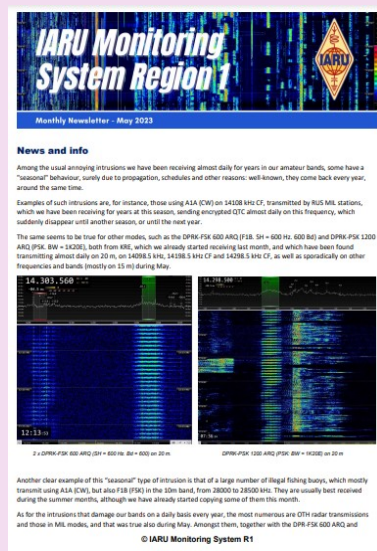 IARU Monitoring
System Region 1
IARU
Monthly Newsletter - May 2023
News and info
Among the usual annoying intrusions we have been receiving almost daily for years in our amateur bands, some have a
"seasonal" behaviour, surely due to propagation, schedules and other reasons: well-known, they come back every year,
around the same time.
Examples of such intrusions are, for instance, those A1A (CW) on 14108 kHz CF, transmitted by RUS MIL stations,
which we have been receiving for years at this season, sending encrypted QTC almost daily on this frequency, which
suddenly disappear until another season, or until the next year.
The same seems to be true for other modes, such as the DPRK-FSK 600 ARQ (F1B. SH = 600 Hz. 600 Bd) and DPRK-PSK 1200
ARQ (PSK. BW = 1K20E), both from KRE, which we already started receiving last month, and which have been found
transmitting almost daily on 20 m, on 14098.5 kHz, 14198.5 kHz CF and 14298.5 kHz CF, as well as sporadically on other
frequencies and bands (mostly on 15 m) during May.
14.303.560
14.298.500
12:13:
2 x DPRK-FSK 600 ARQ (SH = 600 Hz. Bd = 600) on 20 m.
DPRK-PSK 1200 ARQ (PSK. BW = 1K20E) on 20 m
Another clear example of this "seasonal" type of intrusion is that of a large number of illegal fishing buoys, which mostly
transmit using A1A (CW), but also F1B (FSK) in the 10m band, from 28000 to 28500 kHz. They are usually best received
during the summer months, although we have already started copying some of them this month.
As for the intrusions that damage our bands on a daily basis every year, the most numerous are OTH radar transmissions
and those in MIL modes, and that was true also during May. Amongst them, together with the DPR-FSK 600 ARQ and
© IARU Monitoring System R1